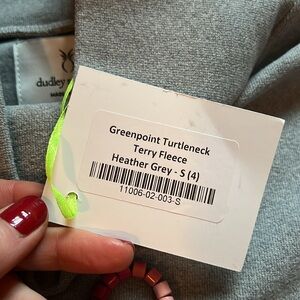 dudley
Greenpoint Turtleneck
Terry Fleece
Heather Grey - S (4)
11006-02-003-S